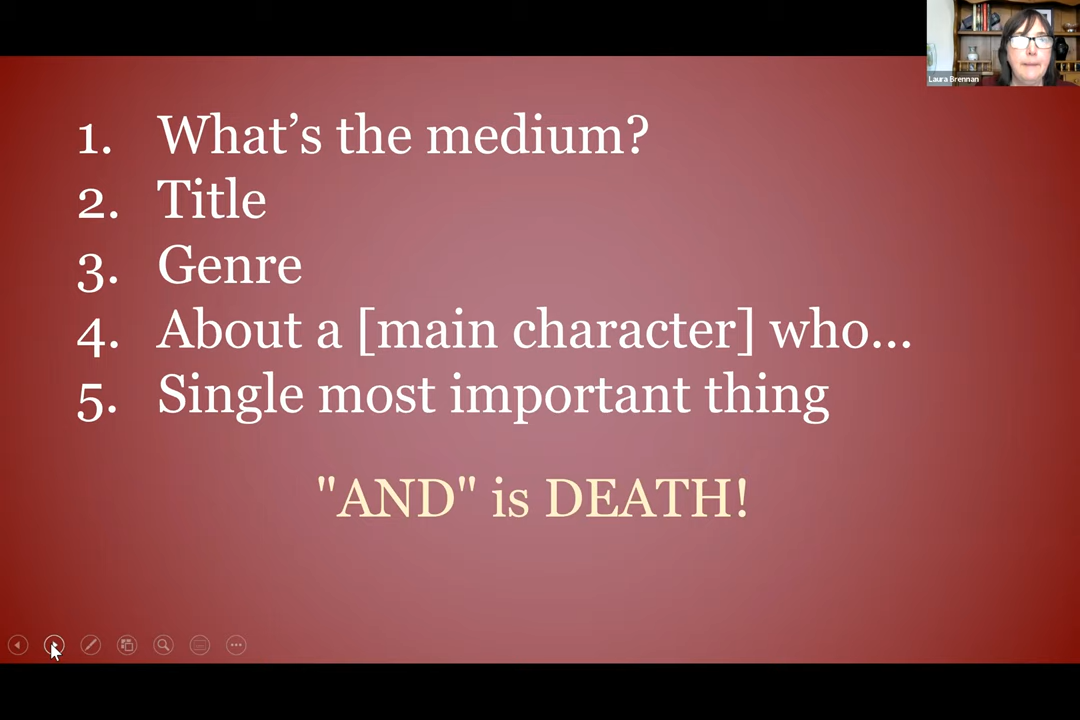 Laura Brennan
1. What’s the medium?
2. Title
3. Genre
4. About a [main character] who...
5. Single most important thing
"AND" is DEATH!